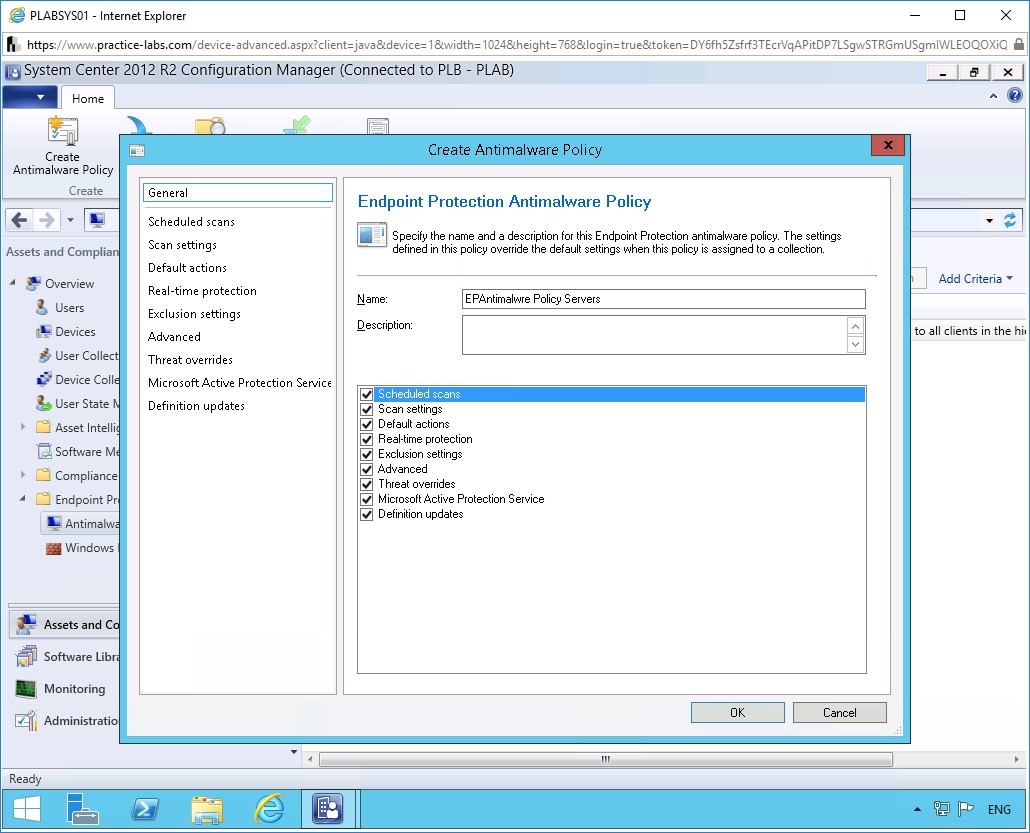 PLABSYS01 - Internet Explorer
https://www.practice-labs.com/device-advanced.aspx?client=java&device=1&width=1024&height=768&login=true&token=DY6fh5Zsfrf3TEcrVqAPitDP7LSgwSTRGmUSgmlWLEOQOXiQ
System Center 2012 R2 Configuration Manager (Connected to PLB - PLAB)
Home
Create
Antimalware Policy
Create
Assets and Complian
Overview
Users
Devices
User Collect
Device Colle
User State M
Asset Intellig
Software Me
Compliance
Endpoint Pr
Antimalwa
Windows
Assets and Co
Software Libra
Monitoring
Administratio
Add Criteria
to all clients in the hi
Create Antimalware Policy
General
Scheduled scans
Scan settings
Default actions
Real-time protection
Exclusion settings
Advanced
Threat overrides
Microsoft Active Protection Service
Definition updates
Endpoint Protection Antimalware Policy
Specify the name and a description for this Endpoint Protection antimalware policy. The settings
defined in this policy override the default settings when this policy is assigned to a collection.
Name:
EPAntimalwre Policy Servers
Description:
Scheduled scans
Scan settings
Default actions
Real-time protection
Exclusion settings
Advanced
Threat overrides
Microsoft Active Protection Service
Definition updates
OK
Cancel
Ready
ENG